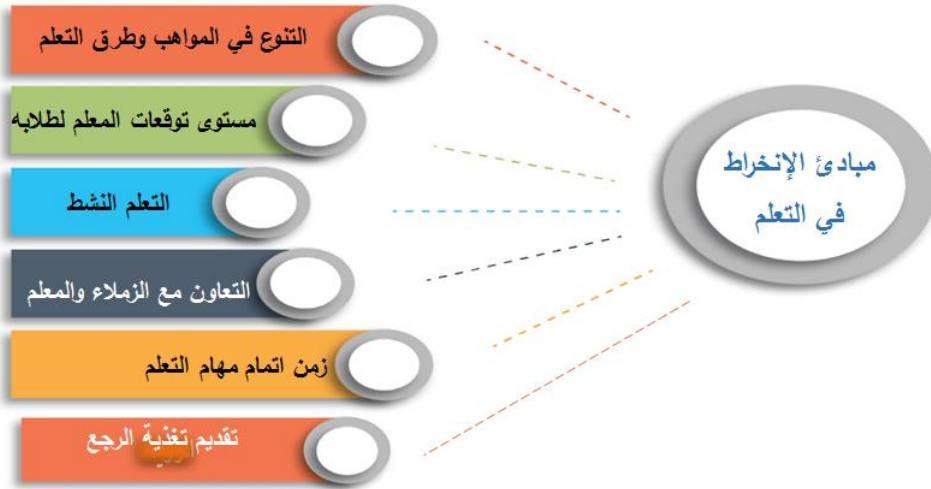 مبادئ الإنخراط
في التعلم
التنوع في المواهب وطرق التعلم
مستوى توقعات المعلم لطلابه
التعلم النشط
التعاون مع الزملاء والمعلم
زمن اتمام مهام التعلم
تقديم تغذية الرجع